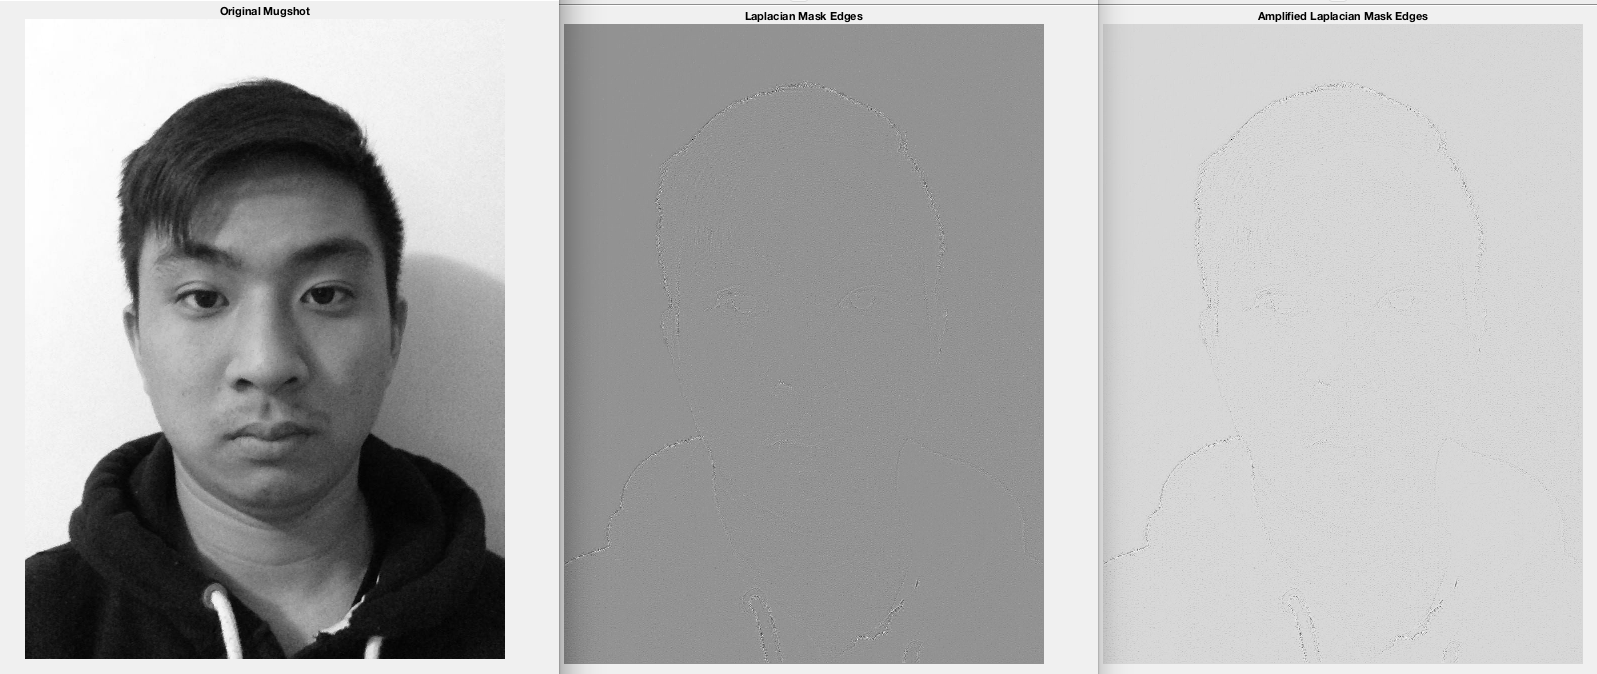 Original Mugshot
Laplacian Mask Edges
Amplified Laplacian Mask Edges